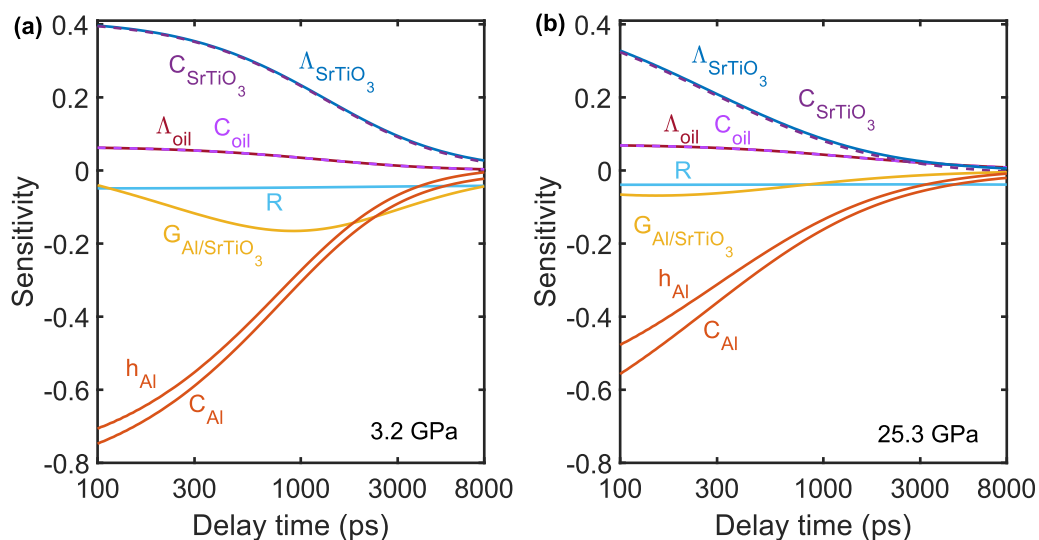 (a)
0.4
0.2
0
-0.2
-0.4
-0.6
-0.8
Sensitivity
C_SrTiO3
Λ_SrTiO3
Λ_oil
C_oil
R
G_Al/SrTiO3
h_Al
C_Al
3.2 GPa
100 300 1000 3000 8000
Delay time (ps)
(b)
0.4
0.2
0
-0.2
-0.4
-0.6
-0.8
Sensitivity
Λ_SrTiO3
C_SrTiO3
Λ_oil
C_oil
R
G_Al/SrTiO3
h_Al
C_Al
25.3 GPa
100 300 1000 3000 8000
Delay time (ps)